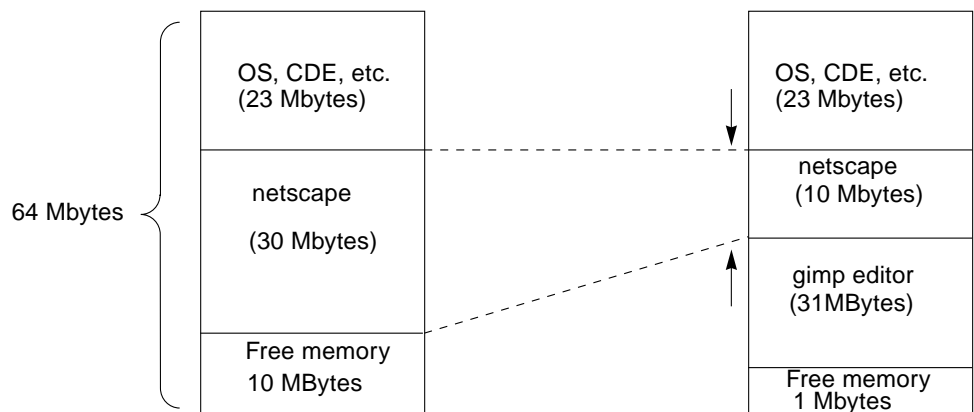 64 Mbytes
OS, CDE, etc.
(23 Mbytes)
netscape
(30 Mbytes)
Free memory
10 MBytes
OS, CDE, etc.
(23 Mbytes)
netscape
(10 Mbytes)
gimp editor
(31MBytes)
Free memory
1 Mbytes